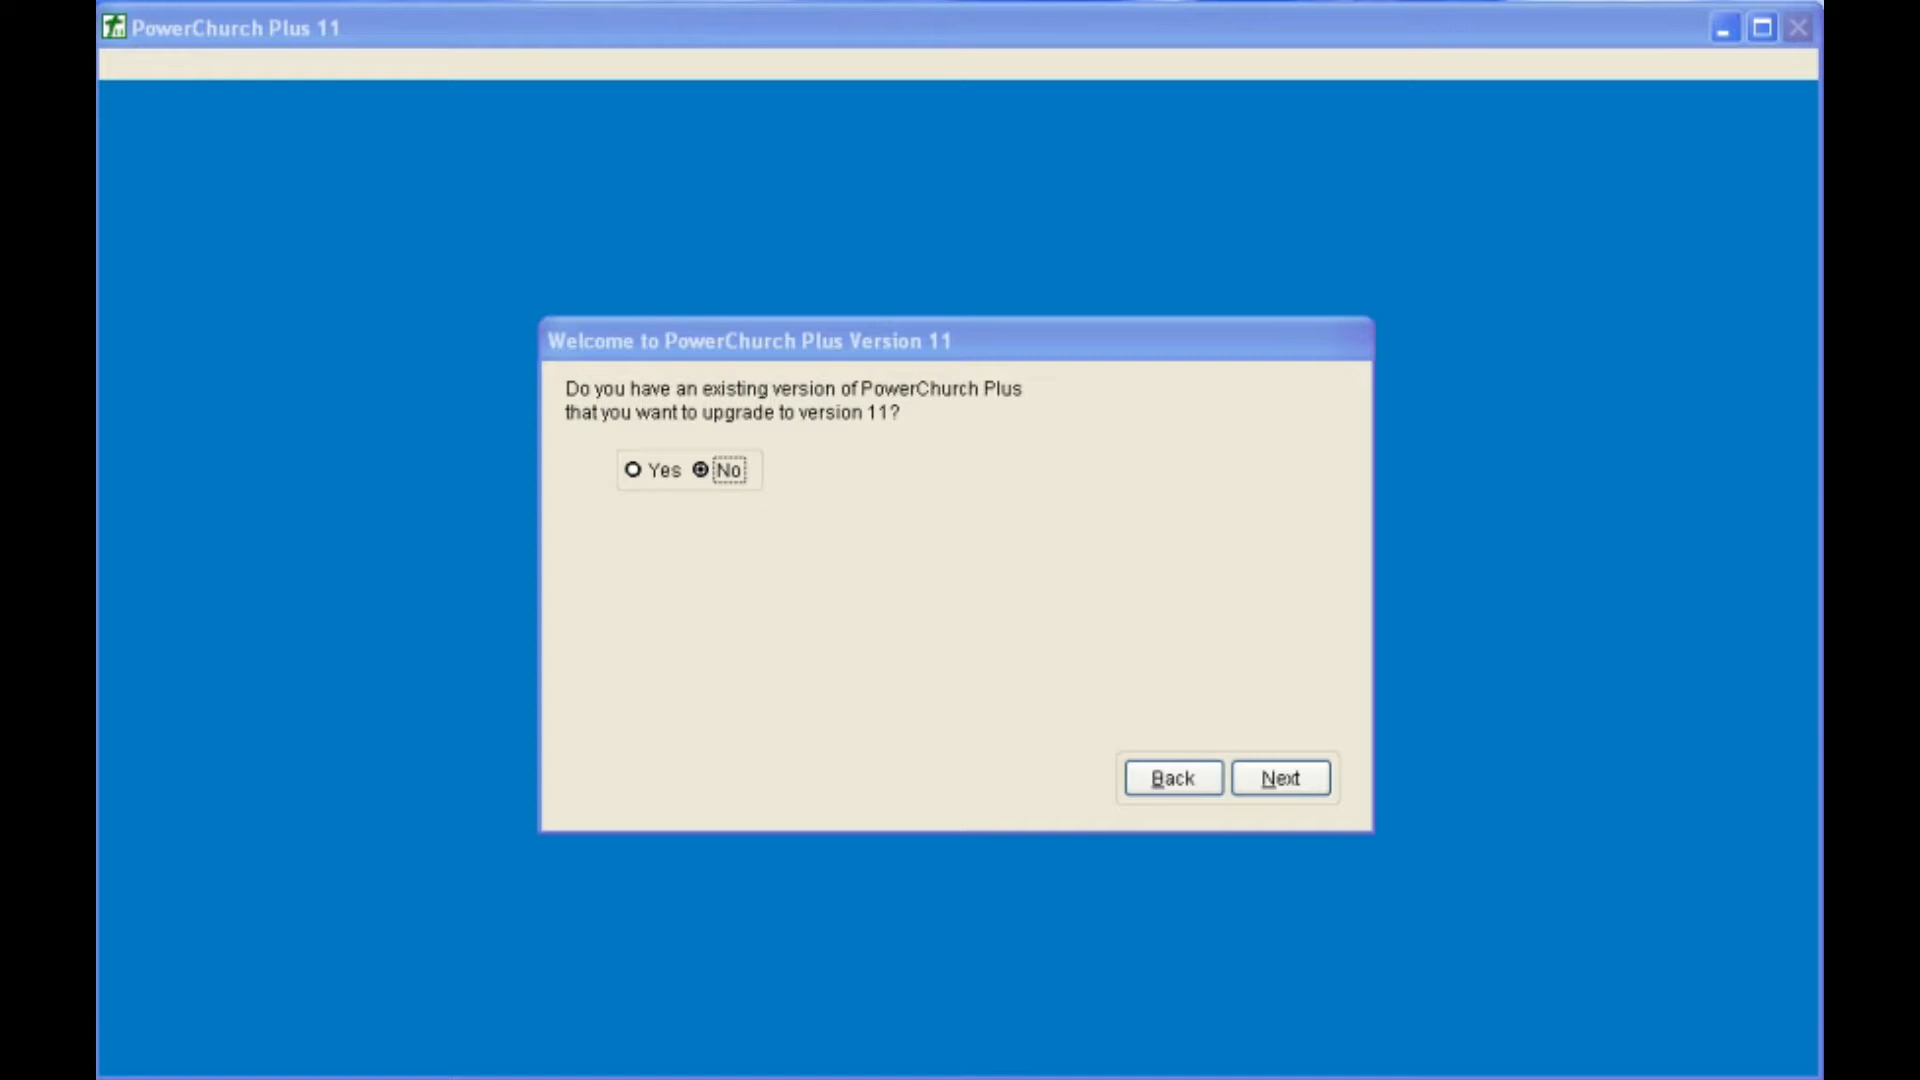 PowerChurch Plus 11
Welcome to PowerChurch Plus Version 11
Do you have an existing version of PowerChurch Plus
that you want to upgrade to version 11?
Yes No
Back Next